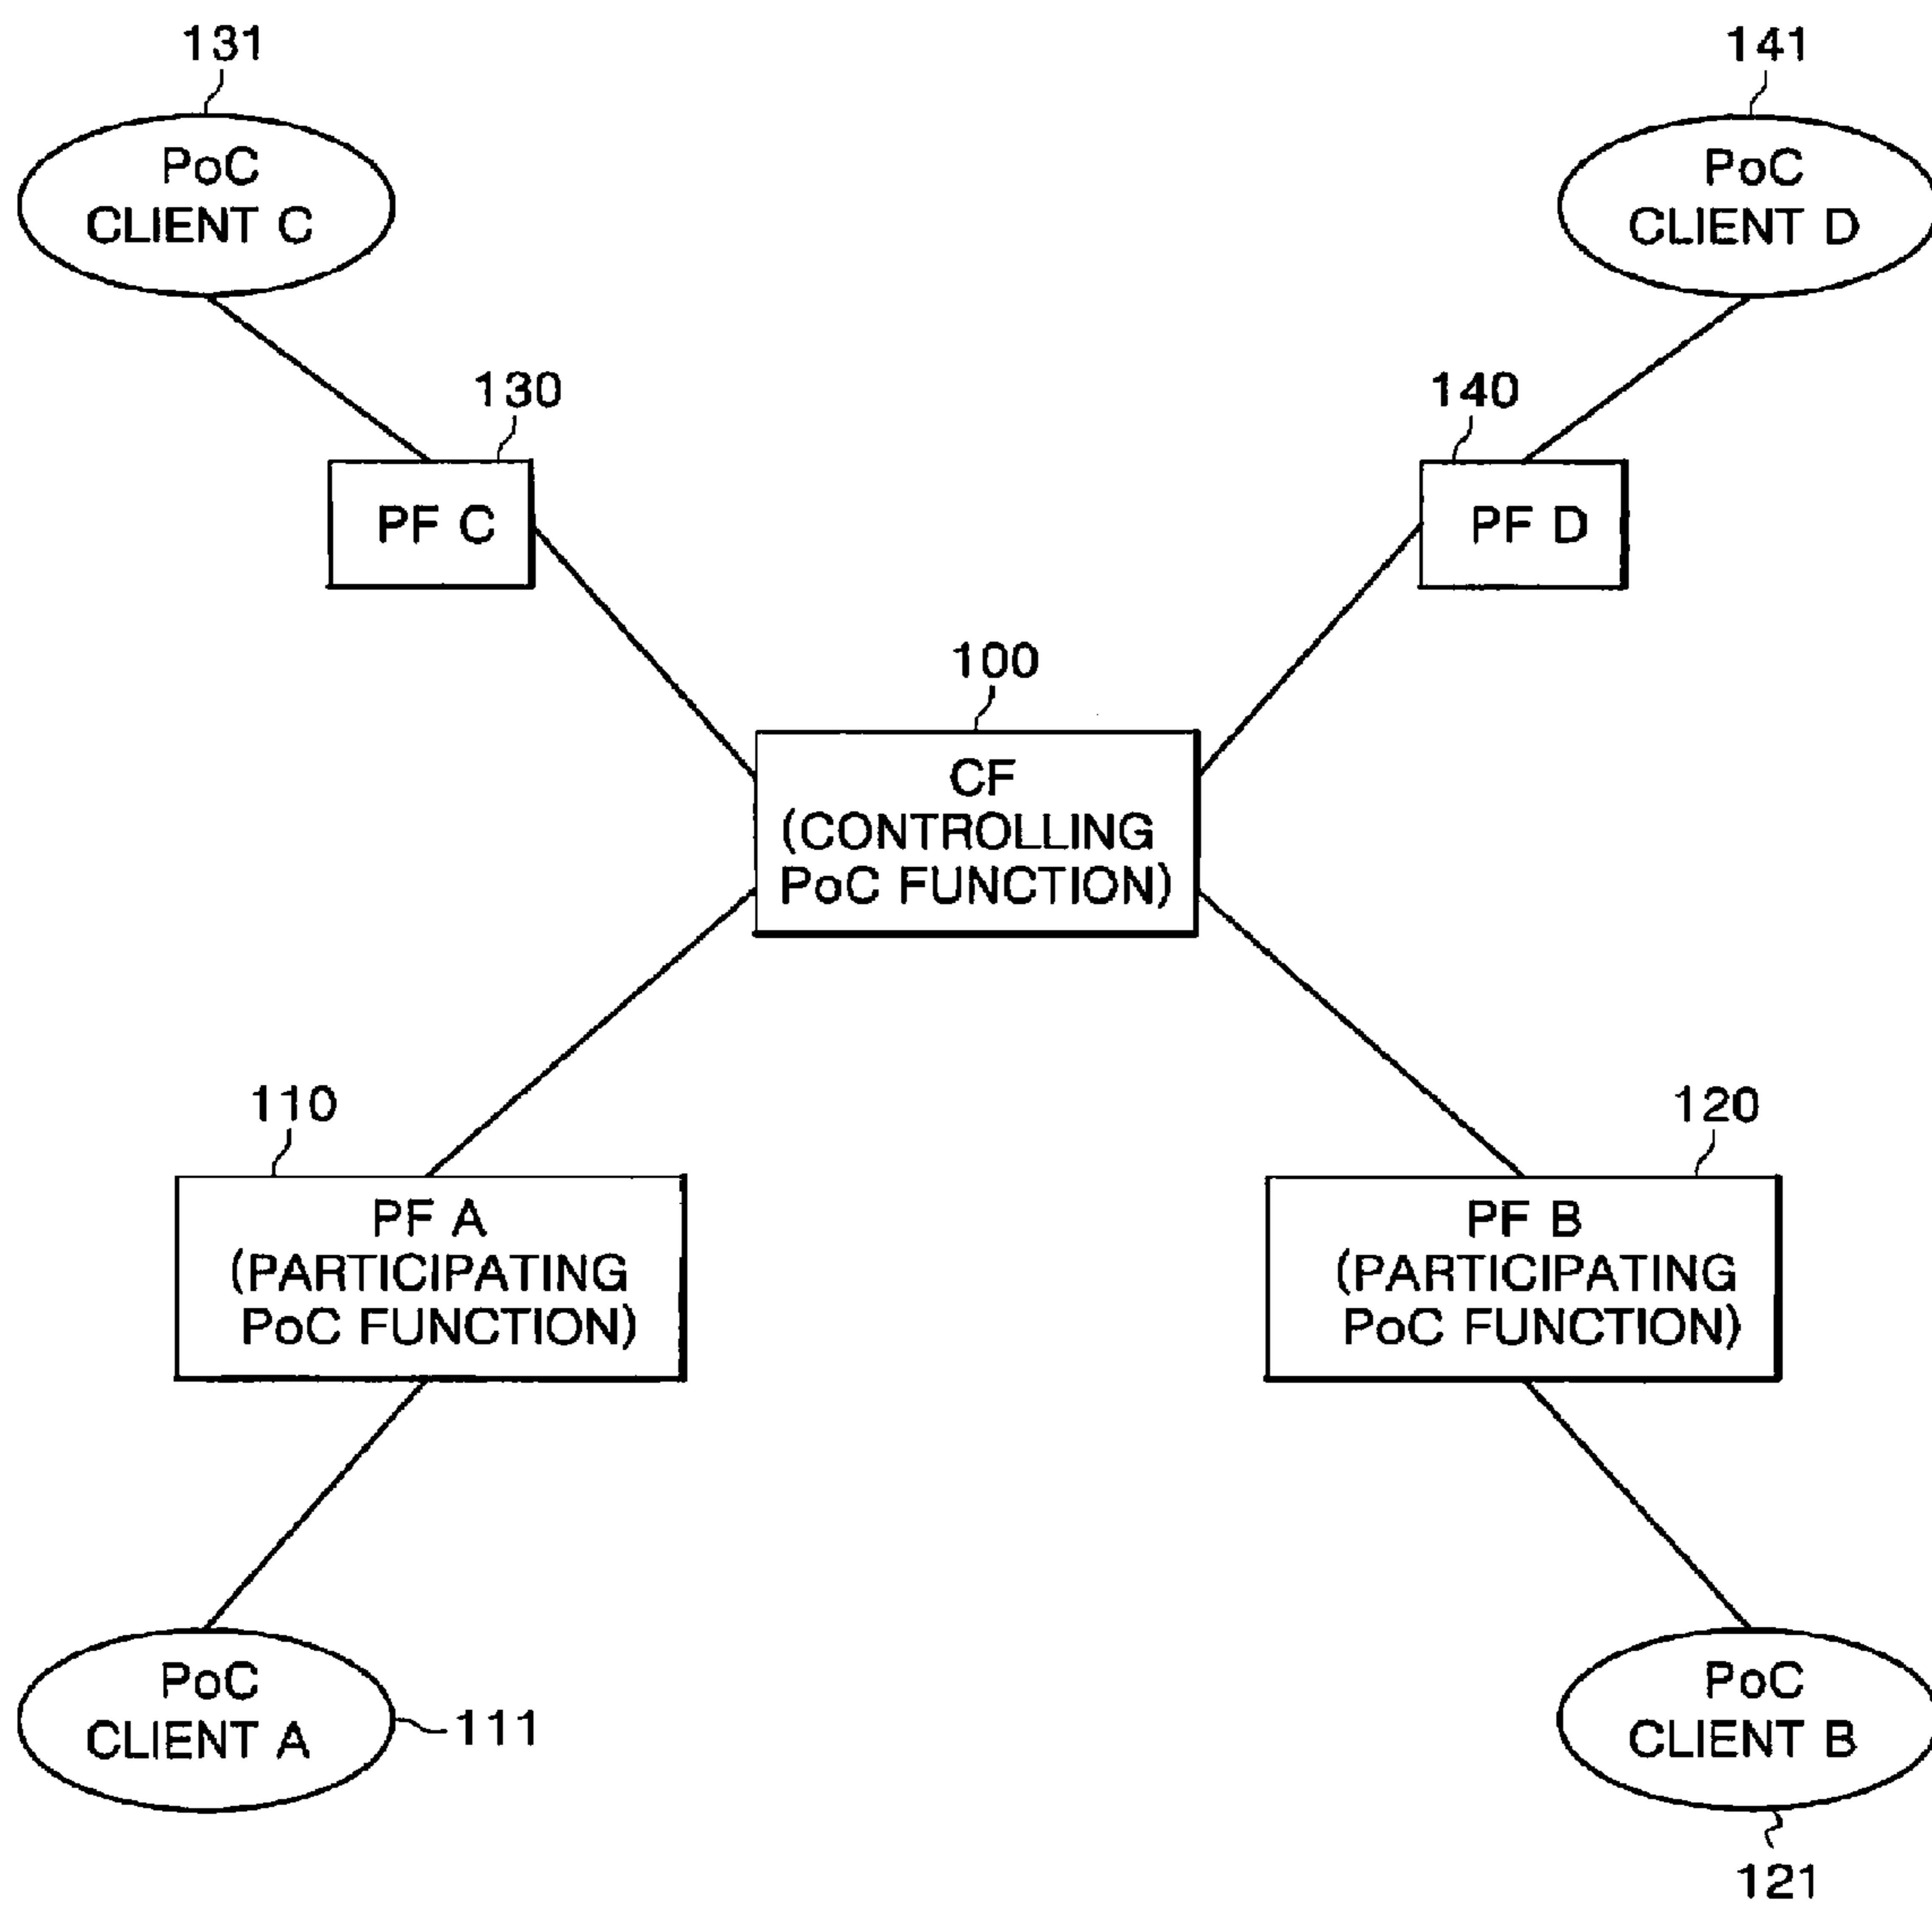 131
141
PoC
CLIENT C
PoC
CLIENT D
130
140
PF C
PF D
100
CF
(CONTROLLING
PoC FUNCTION)
110
120
PF A
(PARTICIPATING
PoC FUNCTION)
PF B
(PARTICIPATING
PoC FUNCTION)
PoC
CLIENT A
111
PoC
CLIENT B
121